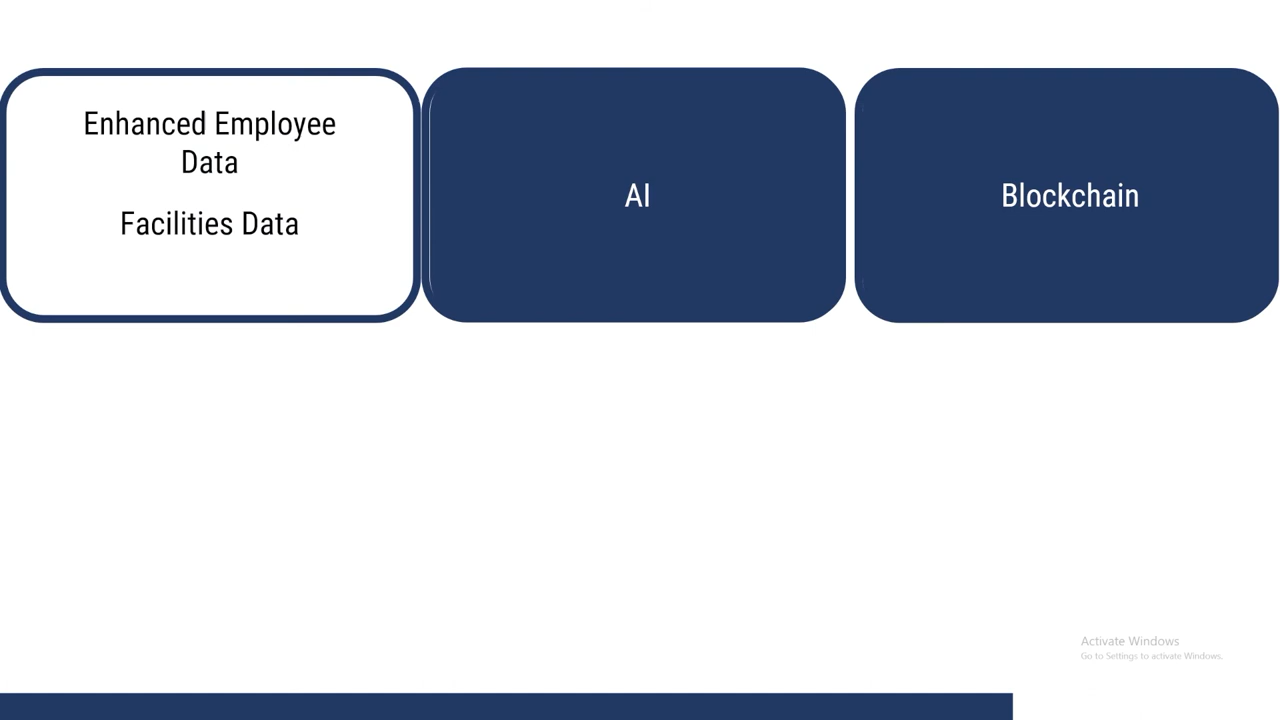 Enhanced Employee
Data
Facilities Data
AI
Blockchain
Activate Windows
Go to Settings to activate Windows.